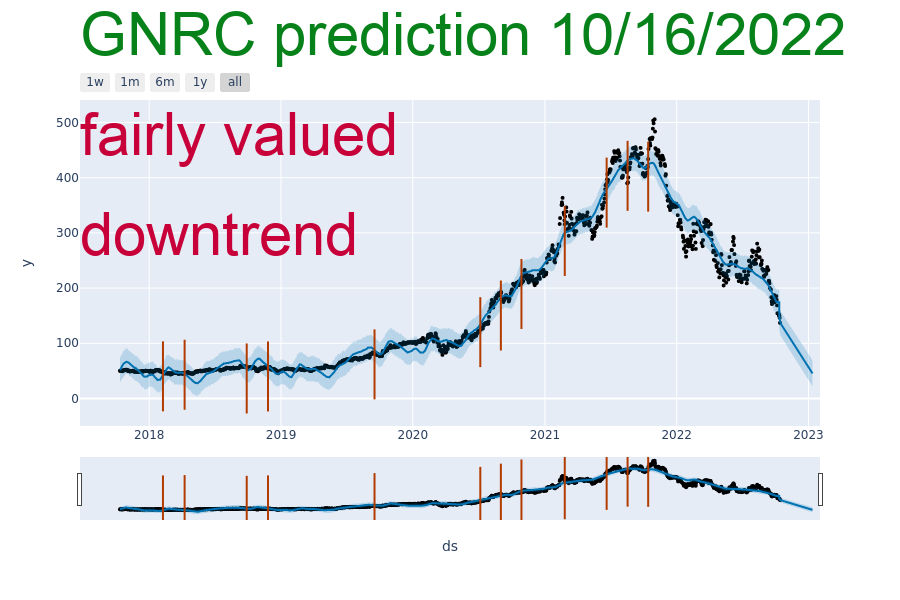 GNRC prediction 10/16/2022
1w 1m 6m 1y all
fairly valued
downtrend
500
400
300
200
100
0
y
2018 2019 2020 2021 2022 2023
ds